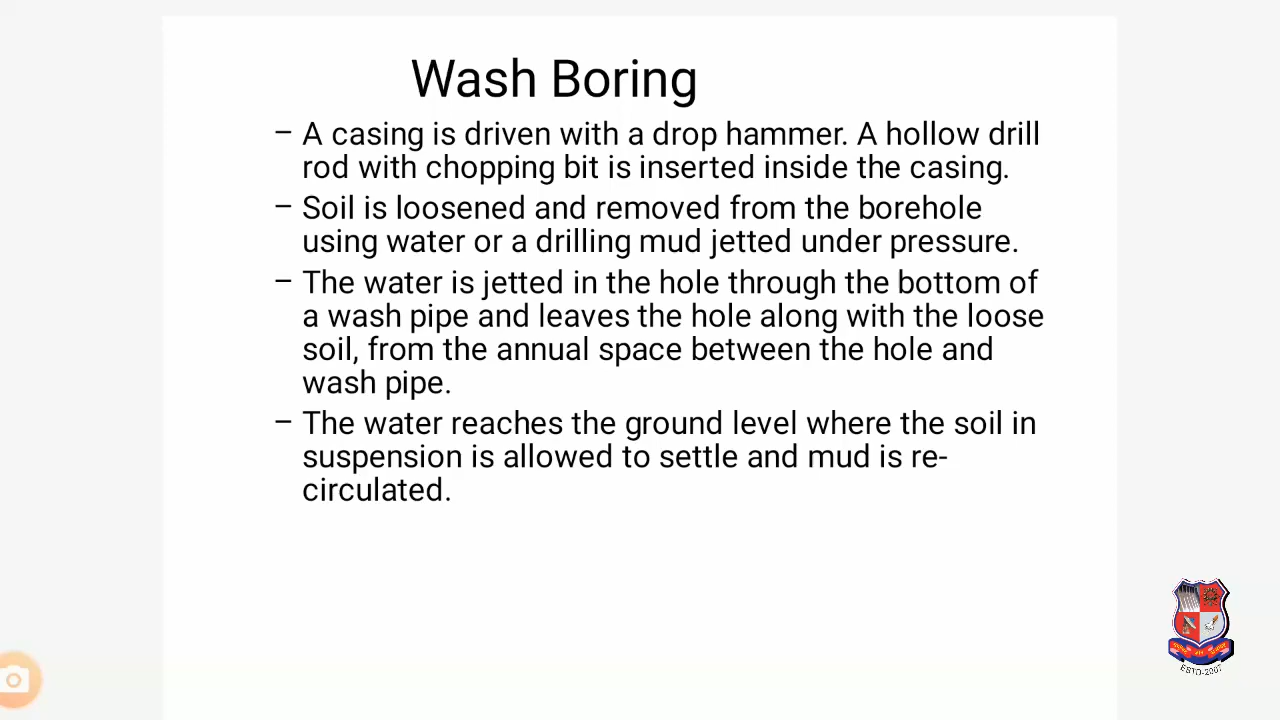 Wash Boring
– A casing is driven with a drop hammer. A hollow drill
rod with chopping bit is inserted inside the casing.
– Soil is loosened and removed from the borehole
using water or a drilling mud jetted under pressure.
– The water is jetted in the hole through the bottom of
a wash pipe and leaves the hole along with the loose
soil, from the annual space between the hole and
wash pipe.
– The water reaches the ground level where the soil in
suspension is allowed to settle and mud is re-
circulated.
ESTD-2007